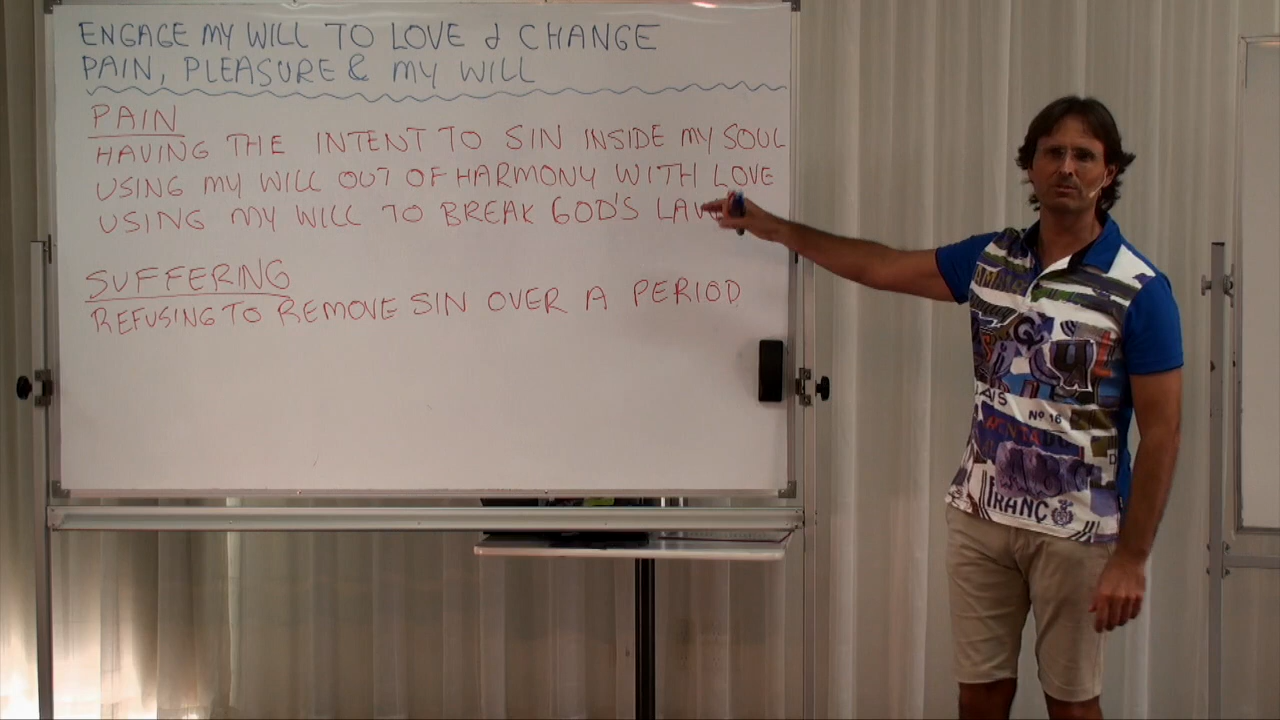 ENGAGE MY WILL TO LOVE & CHANGE
PAIN, PLEASURE & MY WILL
PAIN
HAVING THE INTENT TO SIN INSIDE MY SOUL
USING MY WILL OUT OF HARMONY WITH LOVE
USING MY WILL TO BREAK GOD'S
SUFFERING
REFUSING TO REMOVE SIN OVER A PERIOD
Nº 16
ABC
FRANÇ